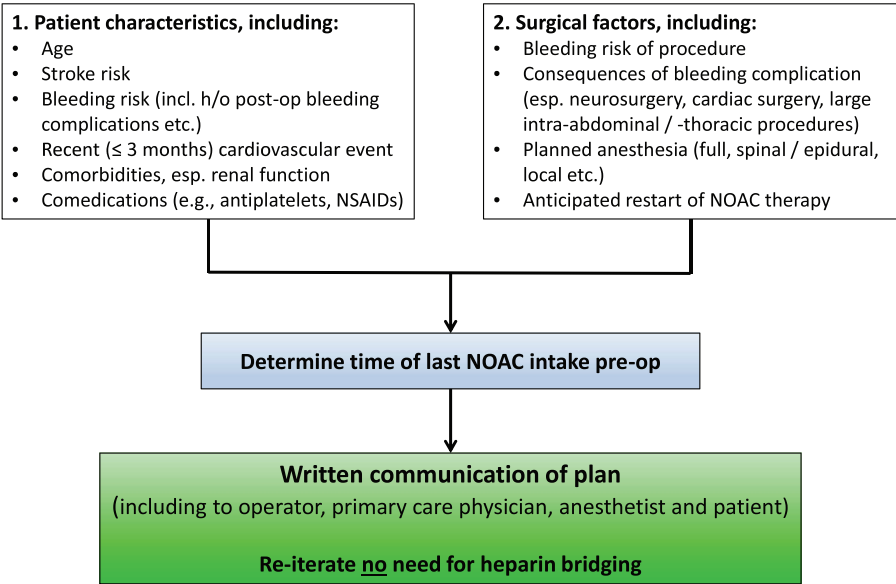 1. Patient characteristics, including:
• Age
• Stroke risk
• Bleeding risk (incl. h/o post-op bleeding
complications etc.)
• Recent (≤ 3 months) cardiovascular event
• Comorbidities, esp. renal function
• Comedications (e.g., antiplatelets, NSAIDs)
2. Surgical factors, including:
• Bleeding risk of procedure
• Consequences of bleeding complication
(esp. neurosurgery, cardiac surgery, large
intra-abdominal / -thoracic procedures)
• Planned anesthesia (full, spinal / epidural,
local etc.)
• Anticipated restart of NOAC therapy
Determine time of last NOAC intake pre-op
Written communication of plan
(including to operator, primary care physician, anesthetist and patient)
Re-iterate no need for heparin bridging